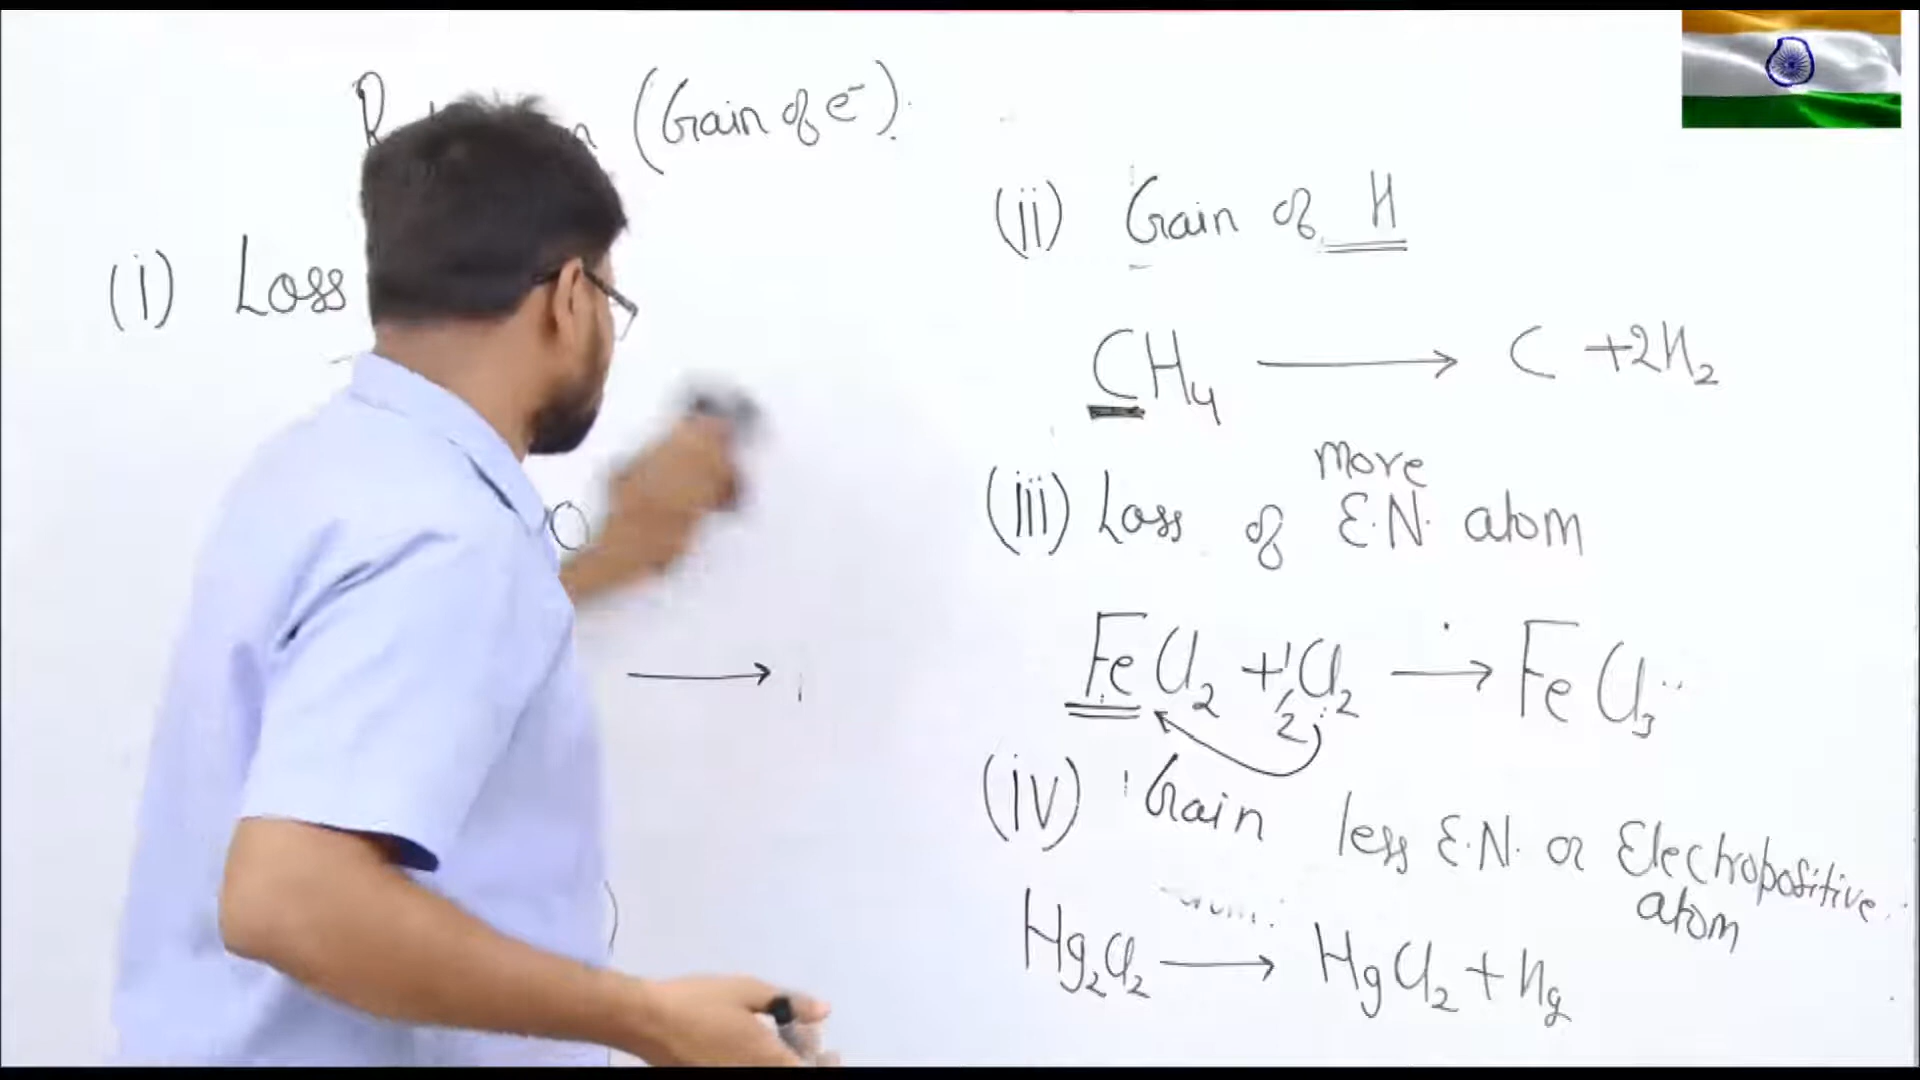 (Gain of e⁻).
(i) Loss
(ii) Gain of H
CH₄ ⟶ C + 2H₂
(iii) Loss of more E.N. atom
FeCl₂ + 1/2 Cl₂ ⟶ FeCl₃
(iv) Gain less E.N. or Electropositive atom
Hg₂Cl₂ ⟶ HgCl₂ + Hg